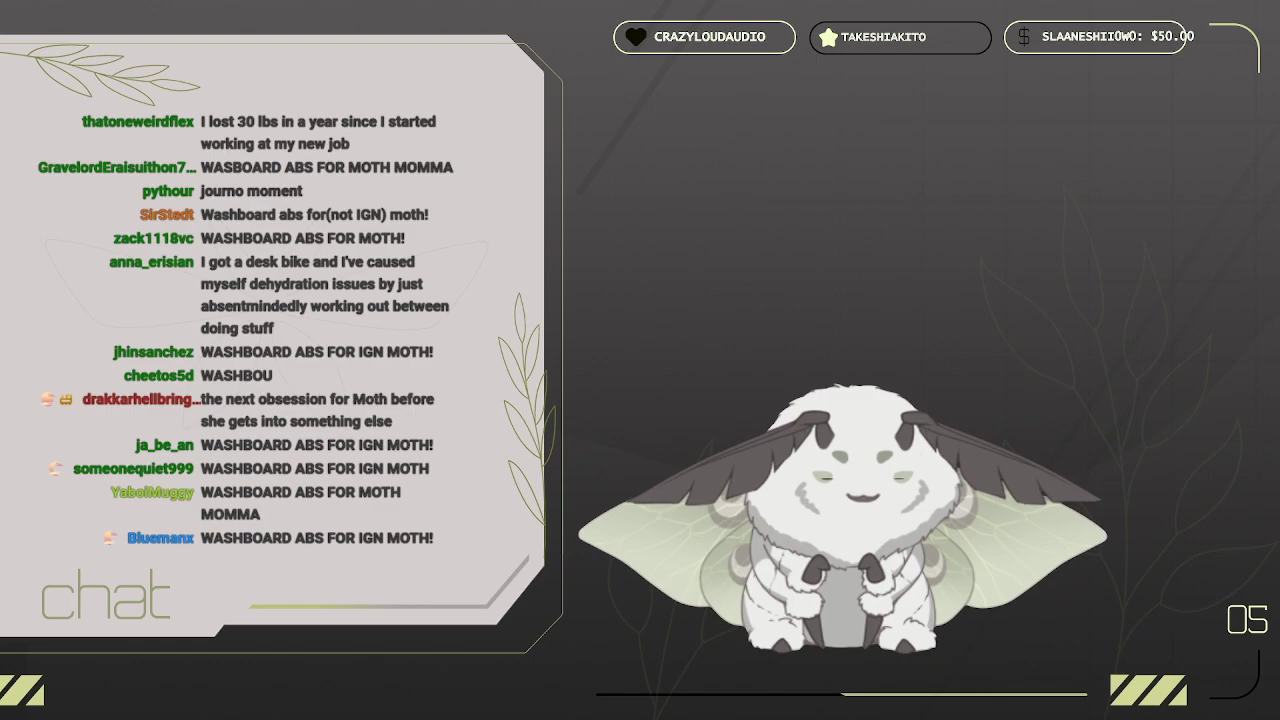 CRAZYLOUDAUDIO
TAKESHIAKITO
$ SLAANESHII0W0: $50.00
thatoneweirdflex I lost 30 lbs in a year since I started
working at my new job
GravelordEraisuithon7... WASBOARD ABS FOR MOTH MOMMA
pythour journo moment
SirStedt Washboard abs for(not IGN) moth!
zack1118vc WASHBOARD ABS FOR MOTH!
anna_erisian I got a desk bike and I've caused
myself dehydration issues by just
absentmindedly working out between
doing stuff
jhinsanchez WASHBOARD ABS FOR IGN MOTH!
cheetos5d WASHBOU
drakkarhellbring... the next obsession for Moth before
she gets into something else
ja_be_an WASHBOARD ABS FOR IGN MOTH!
someonequiet999 WASHBOARD ABS FOR IGN MOTH
YaboiMuggy WASHBOARD ABS FOR MOTH
MOMMA
Bluemanx WASHBOARD ABS FOR IGN MOTH!
chat
05